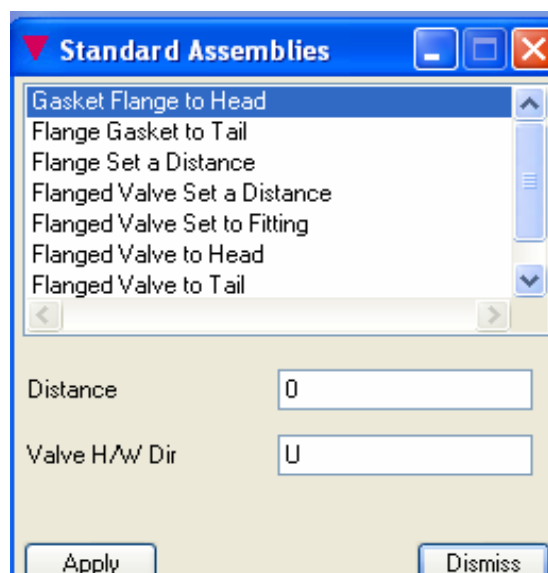 Standard Assemblies
Gasket Flange to Head
Flange Gasket to Tail
Flange Set a Distance
Flanged Valve Set a Distance
Flanged Valve Set to Fitting
Flanged Valve to Head
Flanged Valve to Tail
Distance 0
Valve H/W Dir U
Apply Dismiss